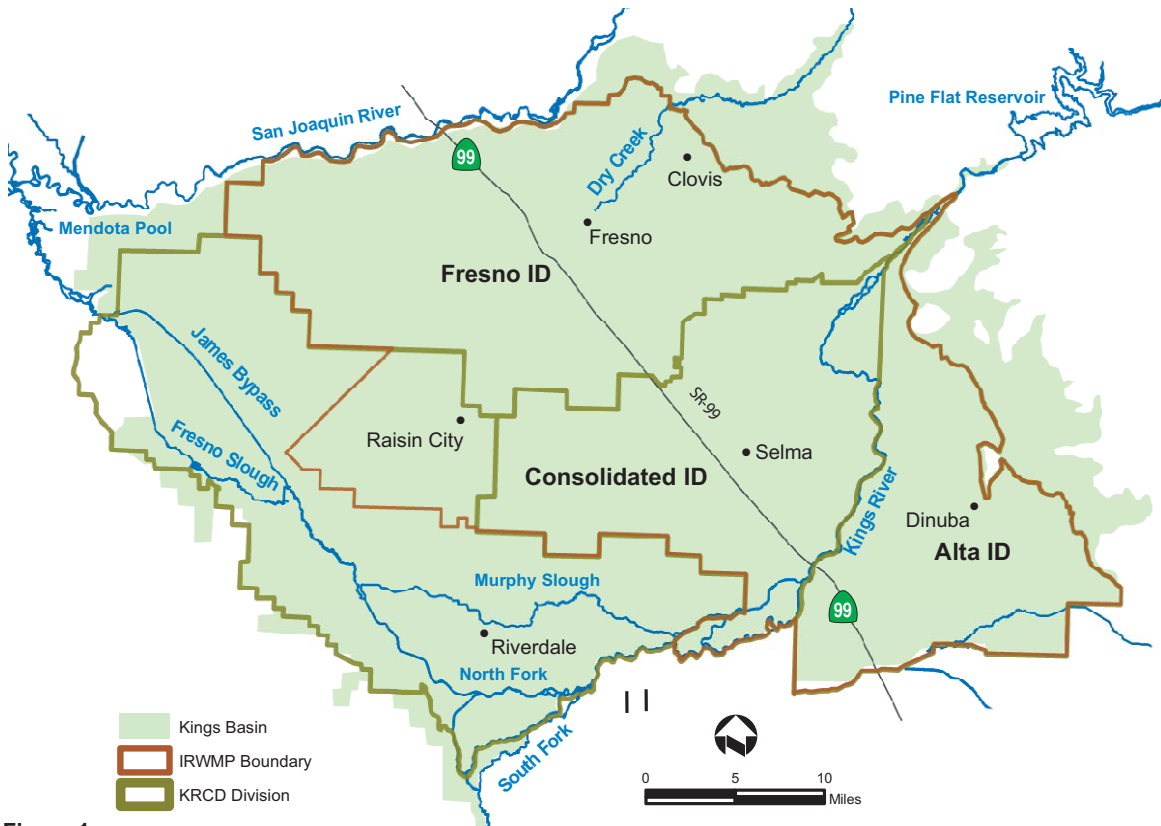 Pine Flat Reservoir
San Joaquin River
99
Dry Creek
Clovis
Mendota Pool
Fresno
Fresno ID
James Bypass
SR-99
Raisin City
Fresno Slough
Selma
Consolidated ID
Kings River
Dinuba
Alta ID
Murphy Slough
99
Riverdale
North Fork
South Fork
Kings Basin
IRWMP Boundary
KRCD Division
N
0 5 10
Miles